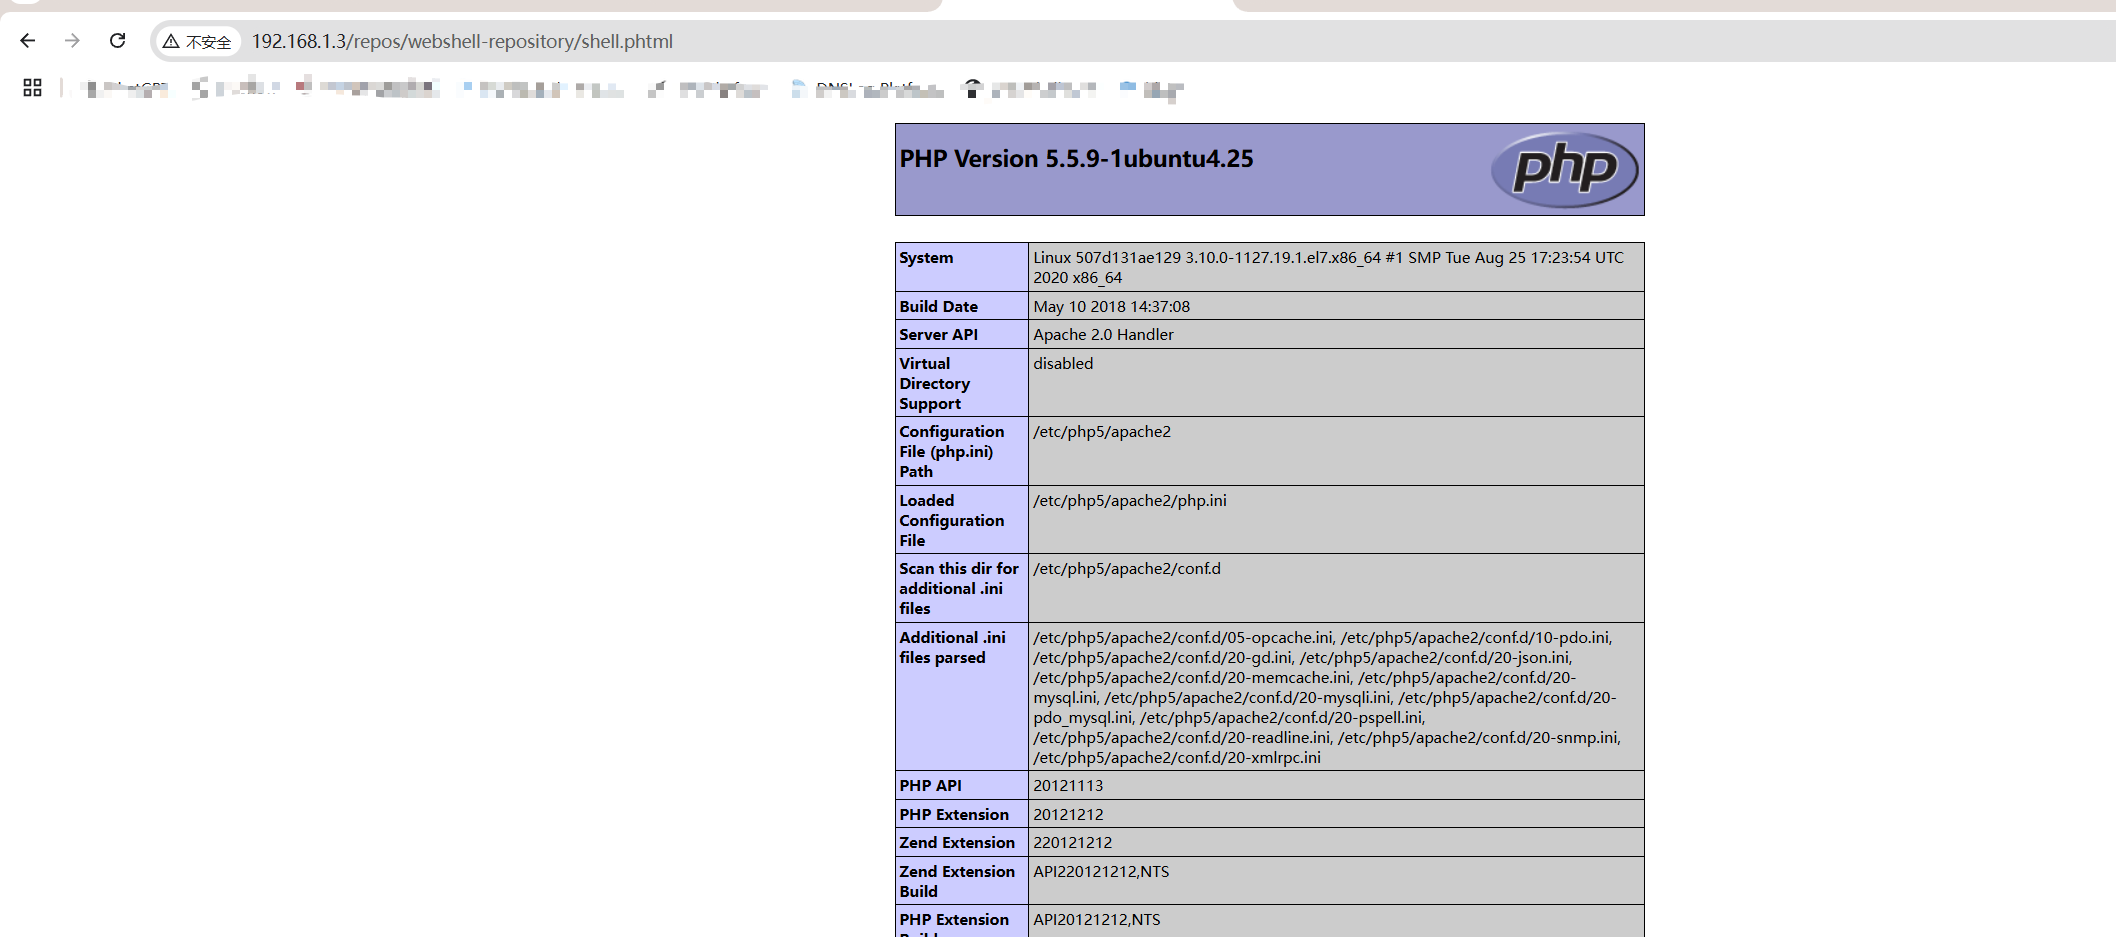 不安全 192.168.1.3/repos/webshell-repository/shell.phtml
PHP Version 5.5.9-1ubuntu4.25
php
System
Linux 507d131ae129 3.10.0-1127.19.1.el7.x86_64 #1 SMP Tue Aug 25 17:23:54 UTC
2020 x86_64
Build Date
May 10 2018 14:37:08
Server API
Apache 2.0 Handler
Virtual
Directory
Support
disabled
Configuration
File (php.ini)
Path
/etc/php5/apache2
Loaded
Configuration
File
/etc/php5/apache2/php.ini
Scan this dir for
additional .ini
files
/etc/php5/apache2/conf.d
Additional .ini
files parsed
/etc/php5/apache2/conf.d/05-opcache.ini, /etc/php5/apache2/conf.d/10-pdo.ini,
/etc/php5/apache2/conf.d/20-gd.ini, /etc/php5/apache2/conf.d/20-json.ini,
/etc/php5/apache2/conf.d/20-memcache.ini, /etc/php5/apache2/conf.d/20-
mysql.ini, /etc/php5/apache2/conf.d/20-mysqli.ini, /etc/php5/apache2/conf.d/20-
pdo_mysql.ini, /etc/php5/apache2/conf.d/20-pspell.ini,
/etc/php5/apache2/conf.d/20-readline.ini, /etc/php5/apache2/conf.d/20-snmp.ini,
/etc/php5/apache2/conf.d/20-xmlrpc.ini
PHP API
20121113
PHP Extension
20121212
Zend Extension
220121212
Zend Extension
Build
API220121212,NTS
PHP Extension
API20121212,NTS